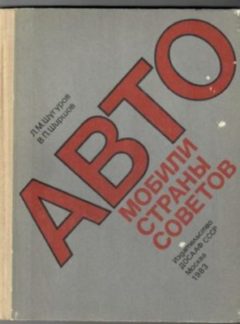 Л.М.Шугуров
В.П.Ширшов
АВТО
МОБИЛИ
СТРАНЫ
СОВЕТОВ
Издательство
ДОСААФ СССР
Москва
1983